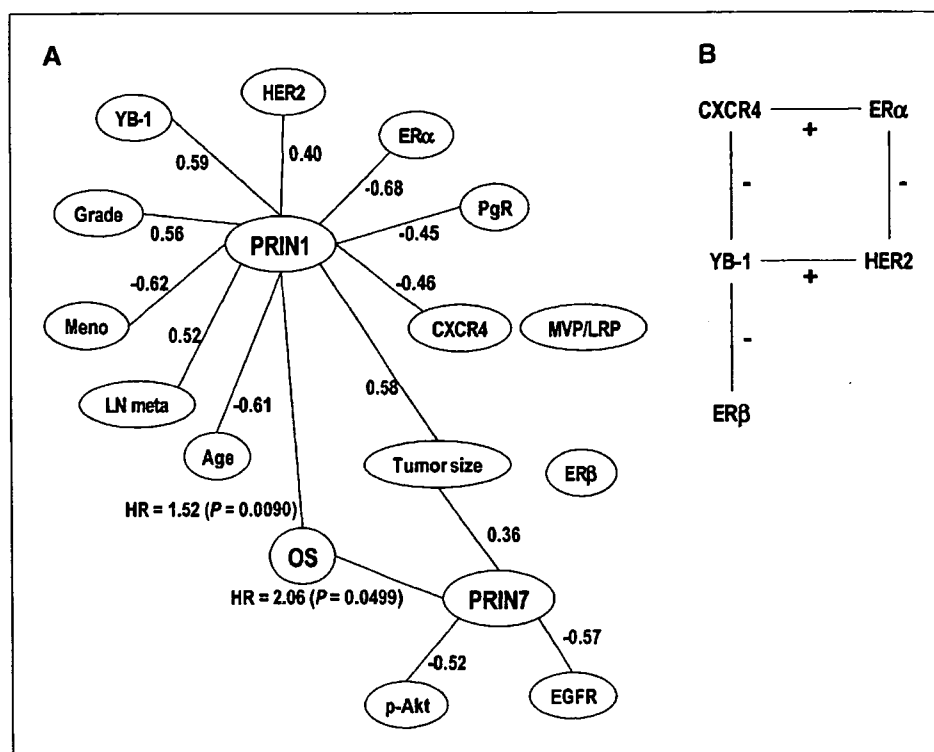 A
HER2
YB-1
ERα
0.59
0.40
-0.68
Grade
PgR
0.56
PRIN1
-0.45
-0.62
-0.46
Meno
0.52
CXCR4
MVP/LRP
0.58
LN meta
-0.61
Age
Tumor size
ERβ
HR = 1.52 (P = 0.0090)
0.36
OS
HR = 2.06 (P = 0.0499)
PRIN7
-0.52
-0.57
p-Akt
EGFR
B
CXCR4
+
ERα
-
-
YB-1
+
HER2
-
ERβ